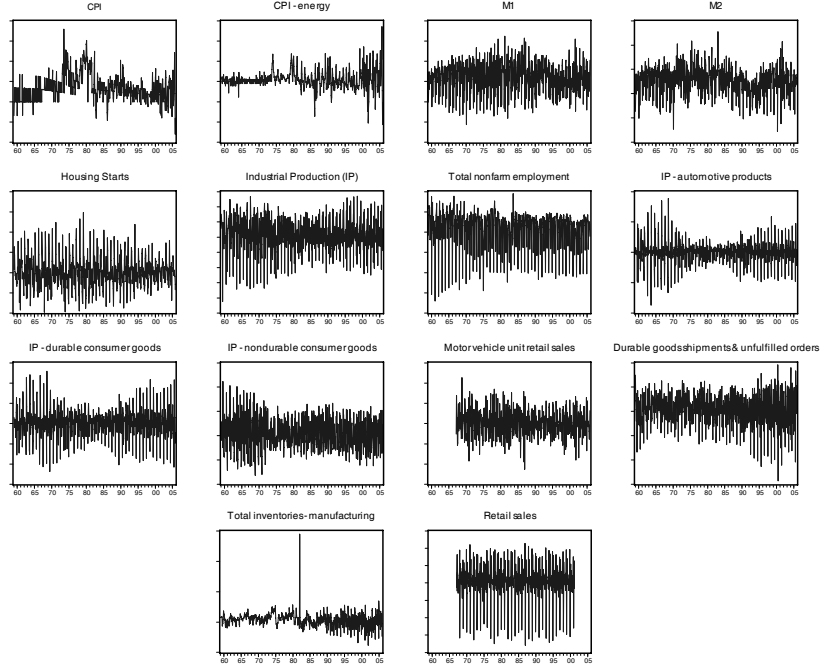 CPI
CPI - energy
M1
M2
60 65 70 75 80 85 90 95 00 05
60 65 70 75 80 85 90 95 00 05
60 65 70 75 80 85 90 95 00 05
60 65 70 75 80 85 90 95 00 05
Housing Starts
Industrial Production (IP)
Total nonfarm employment
IP - automotive products
60 65 70 75 80 85 90 95 00 05
60 65 70 75 80 85 90 95 00 05
60 65 70 75 80 85 90 95 00 05
60 65 70 75 80 85 90 95 00 05
IP - durable consumer goods
IP - nondurable consumer goods
Motor vehicle unit retail sales
Durable goods shipments & unfulfilled orders
60 65 70 75 80 85 90 95 00 05
60 65 70 75 80 85 90 95 00 05
60 65 70 75 80 85 90 95 00 05
60 65 70 75 80 85 90 95 00 05
Total inventories - manufacturing
Retail sales
60 65 70 75 80 85 90 95 00 05
60 65 70 75 80 85 90 95 00 05